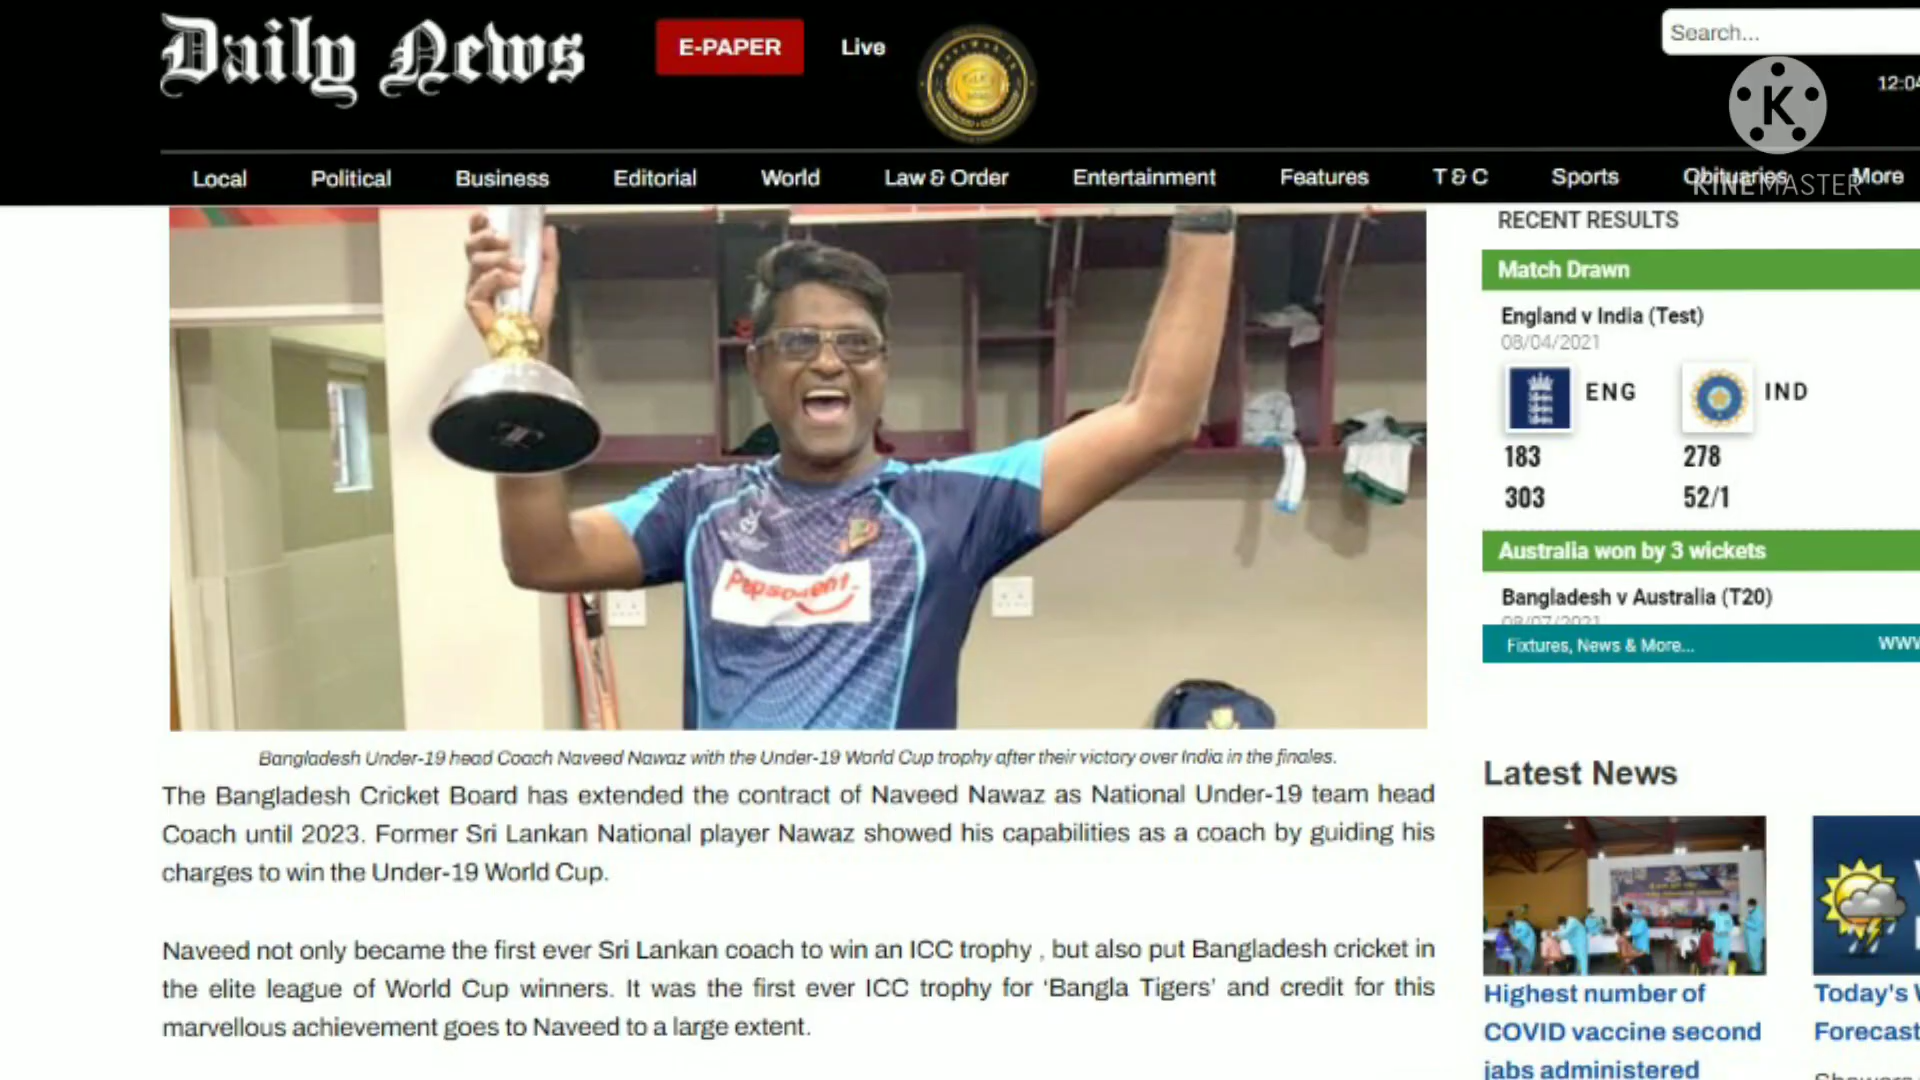 Daily News
E-PAPER
Live
Search...
12:04
K
KINEMASTER
Local
Political
Business
Editorial
World
Law & Order
Entertainment
Features
T & C
Sports
Obituaries
More
Pepsodent
Bangladesh Under-19 head Coach Naveed Nawaz with the Under-19 World Cup trophy after their victory over India in the finales.
The Bangladesh Cricket Board has extended the contract of Naveed Nawaz as National Under-19 team head
Coach until 2023. Former Sri Lankan National player Nawaz showed his capabilities as a coach by guiding his
charges to win the Under-19 World Cup.
Naveed not only became the first ever Sri Lankan coach to win an ICC trophy , but also put Bangladesh cricket in
the elite league of World Cup winners. It was the first ever ICC trophy for ‘Bangla Tigers’ and credit for this
marvellous achievement goes to Naveed to a large extent.
RECENT RESULTS
Match Drawn
England v India (Test)
08/04/2021
ENG
IND
183
278
303
52/1
Australia won by 3 wickets
Bangladesh v Australia (T20)
08/07/2021
Fixtures, News & More...
www
Latest News
Highest number of
COVID vaccine second
jabs administered
Today's
Forecast